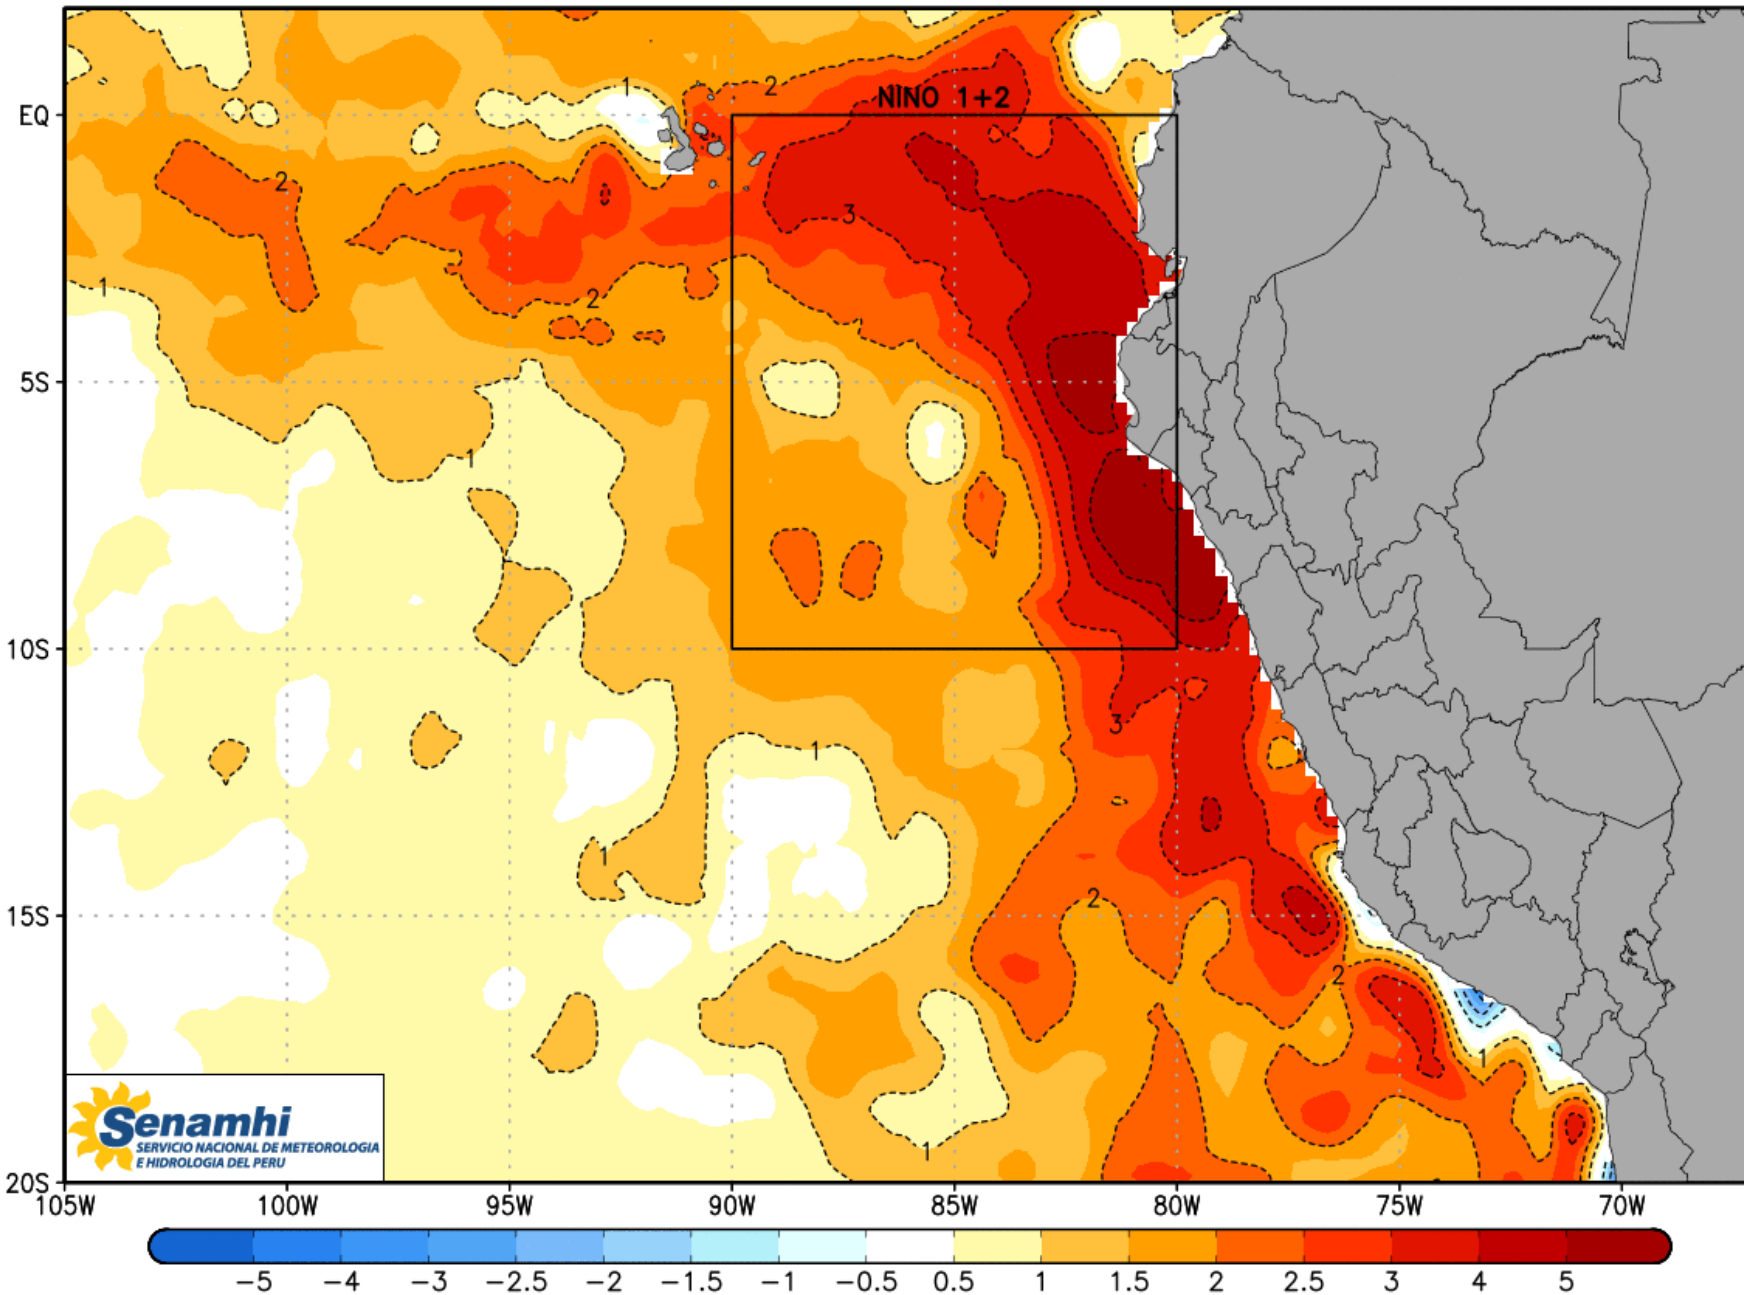 EQ
5S
10S
15S
20S
NINO 1+2
1
2
2
3
1
2
1
3
1
1
2
2
1
1
Senamhi
SERVICIO NACIONAL DE METEOROLOGIA
E HIDROLOGIA DEL PERU
105W 100W 95W 90W 85W 80W 75W 70W
−5 −4 −3 −2.5 −2 −1.5 −1 −0.5 0.5 1 1.5 2 2.5 3 4 5